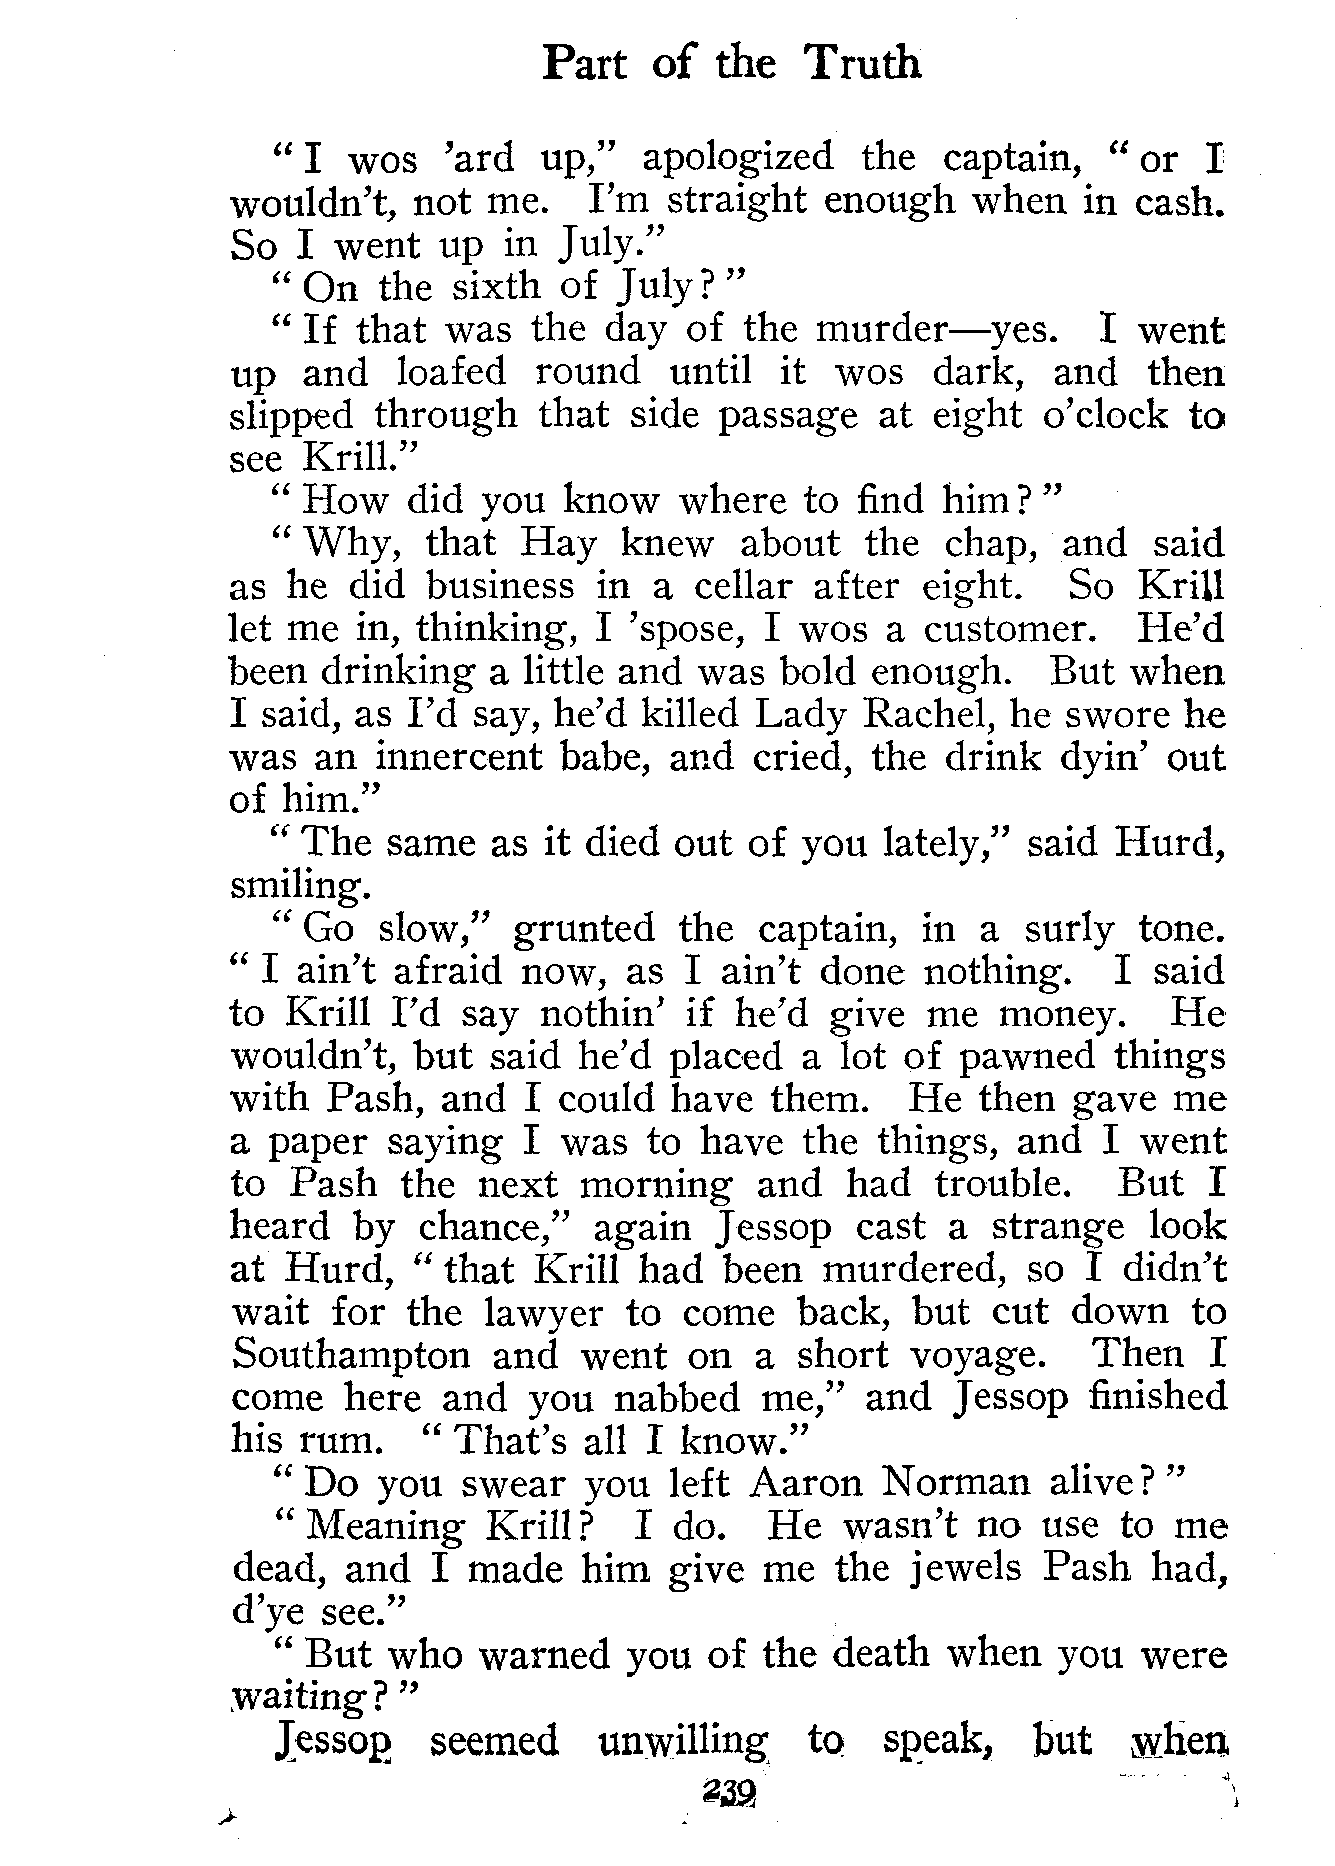 Part of the Truth
“ I wos ’ard up,” apologized the captain, “ or I
wouldn’t, not me. I’m straight enough when in cash.
So I went up in July.”
“ On the sixth of July? ”
“ If that was the day of the murder—yes. I went
up and loafed round until it wos dark, and then
slipped through that side passage at eight o’clock to
see Krill.”
“ How did you know where to find him? ”
“ Why, that Hay knew about the chap, and said
as he did business in a cellar after eight. So Krill
let me in, thinking, I ’spose, I wos a customer. He’d
been drinking a little and was bold enough. But when
I said, as I’d say, he’d killed Lady Rachel, he swore he
was an innercent babe, and cried, the drink dyin’ out
of him.”
“ The same as it died out of you lately,” said Hurd,
smiling.
“ Go slow,” grunted the captain, in a surly tone.
“ I ain’t afraid now, as I ain’t done nothing. I said
to Krill I’d say nothin’ if he’d give me money. He
wouldn’t, but said he’d placed a lot of pawned things
with Pash, and I could have them. He then gave me
a paper saying I was to have the things, and I went
to Pash the next morning and had trouble. But I
heard by chance,” again Jessop cast a strange look
at Hurd, “ that Krill had been murdered, so I didn’t
wait for the lawyer to come back, but cut down to
Southampton and went on a short voyage. Then I
come here and you nabbed me,” and Jessop finished
his rum. “ That’s all I know.”
“ Do you swear you left Aaron Norman alive? ”
“ Meaning Krill? I do. He wasn’t no use to me
dead, and I made him give me the jewels Pash had,
d’ye see.”
“ But who warned you of the death when you were
waiting? ”
Jessop seemed unwilling to speak, but when
239